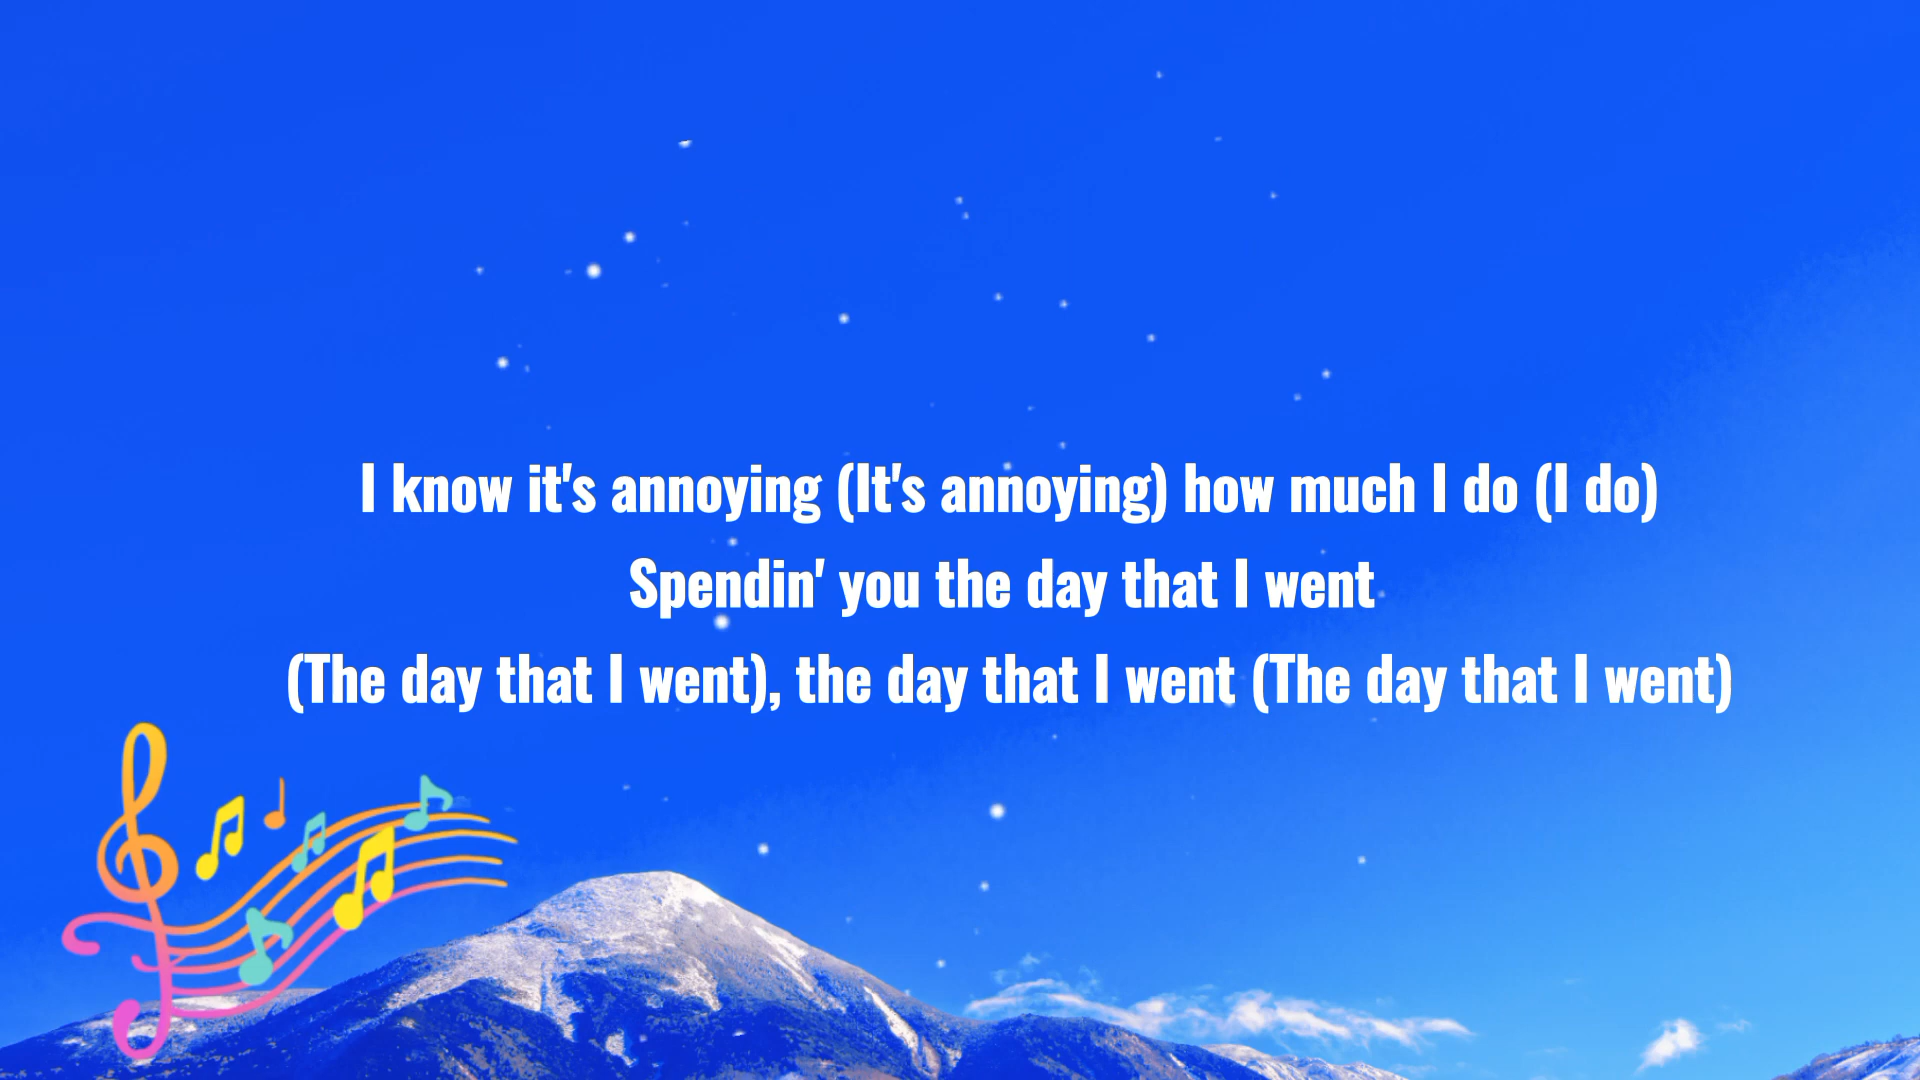 I know it's annoying (It's annoying) how much I do (I do)
Spendin' you the day that I went
(The day that I went), the day that I went (The day that I went)